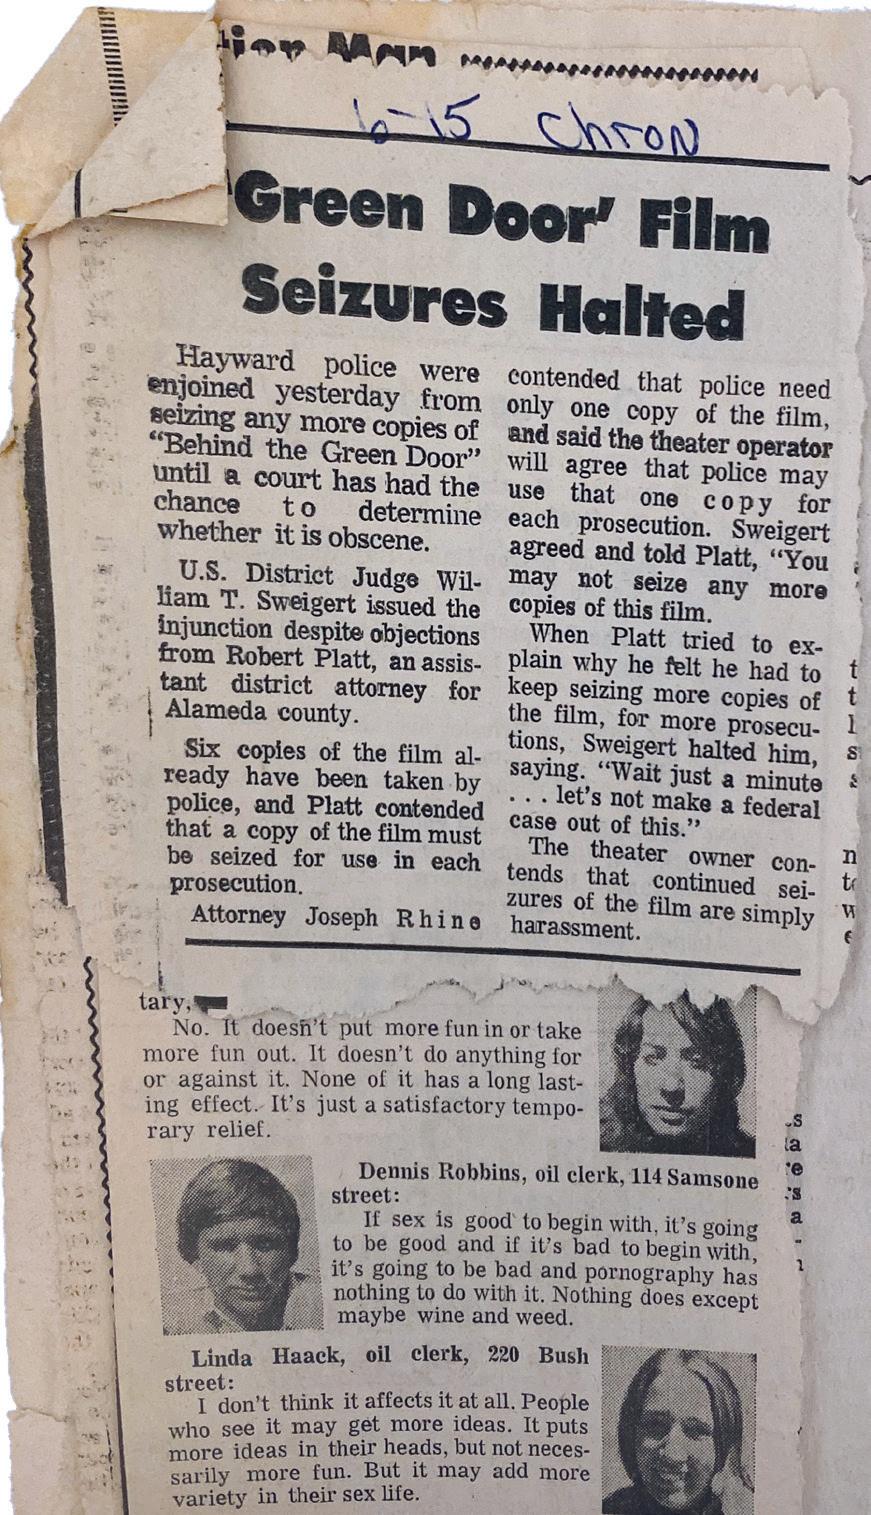 Man
6-15 Chron
'Green Door' Film
Seizures Halted
Hayward police were
enjoined yesterday from
seizing any more copies of
"Behind the Green Door"
until a court has had the
chance to determine
whether it is obscene.
U.S. District Judge Wil-
liam T. Sweigert issued the
injunction despite objections
from Robert Platt, an assis-
tant district attorney for
Alameda county.
Six copies of the film al-
ready have been taken by
police, and Platt contended
that a copy of the film must
be seized for use in each
prosecution.
Attorney Joseph Rhine
contended that police need
only one copy of the film,
and said the theater operator
will agree that police may
use that one copy for
each prosecution. Sweigert
agreed and told Platt, "You
may not seize any more
copies of this film.
When Platt tried to ex-
plain why he felt he had to
keep seizing more copies of
the film, for more prosecu-
tions, Sweigert halted him,
saying. "Wait just a minute
. . . let's not make a federal
case out of this."
The theater owner con-
tends that continued sei-
zures of the film are simply
harassment.
tary,
No. It doesn't put more fun in or take
more fun out. It doesn't do anything for
or against it. None of it has a long last-
ing effect. It's just a satisfactory tempo-
rary relief.
Dennis Robbins, oil clerk, 114 Samsone
street:
If sex is good to begin with, it's going
to be good and if it's bad to begin with,
it's going to be bad and pornography has
nothing to do with it. Nothing does except
maybe wine and weed.
Linda Haack, oil clerk, 220 Bush
street:
I don't think it affects it at all. People
who see it may get more ideas. It puts
more ideas in their heads, but not neces-
sarily more fun. But it may add more
variety in their sex life.